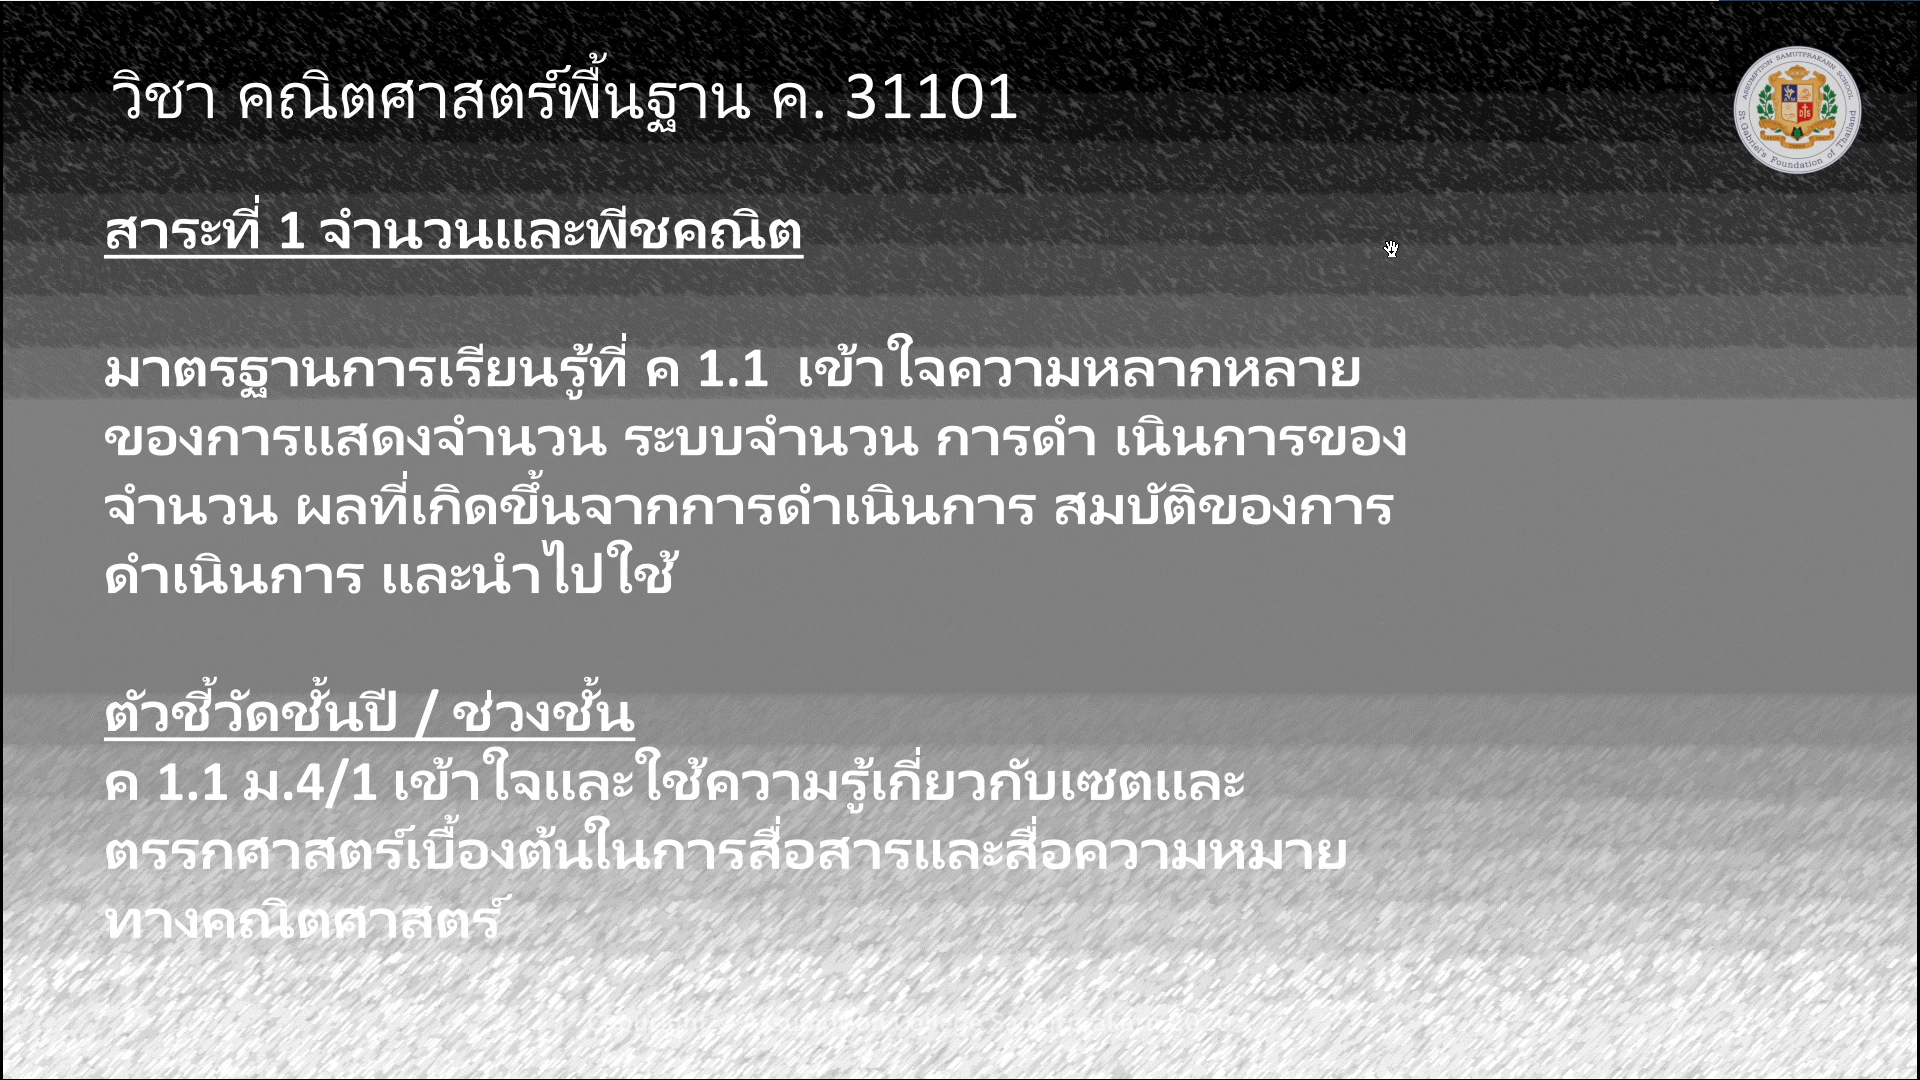 วิชา คณิตศาสตร์พื้นฐาน ค. 31101
ASSUMPTION SAMUTPRAKARN SCHOOL
St. Gabriel's Foundation of Thailand
สาระที่ 1 จำนวนและพีชคณิต
มาตรฐานการเรียนรู้ที่ ค 1.1 เข้าใจความหลากหลาย
ของการแสดงจำนวน ระบบจำนวน การดำ เนินการของ
จำนวน ผลที่เกิดขึ้นจากการดำเนินการ สมบัติของการ
ดำเนินการ และนำไปใช้
ตัวชี้วัดชั้นปี / ช่วงชั้น
ค 1.1 ม.4/1 เข้าใจและใช้ความรู้เกี่ยวกับเซตและ
ตรรกศาสตร์เบื้องต้นในการสื่อสารและสื่อความหมาย
ทางคณิตศาสตร์